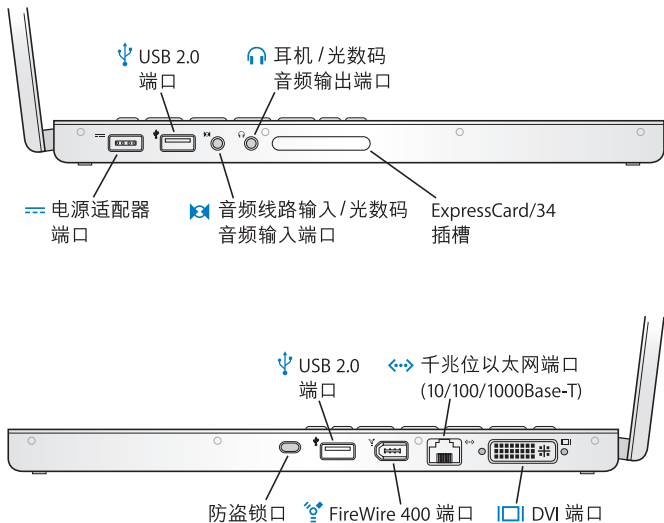 USB 2.0
端口
耳机 / 光数码
音频输出端口
电源适配器
端口
音频线路输入 / 光数码
音频输入端口
ExpressCard/34
插槽
USB 2.0
端口
千兆位以太网端口
(10/100/1000Base-T)
防盗锁口
FireWire 400 端口
DVI 端口